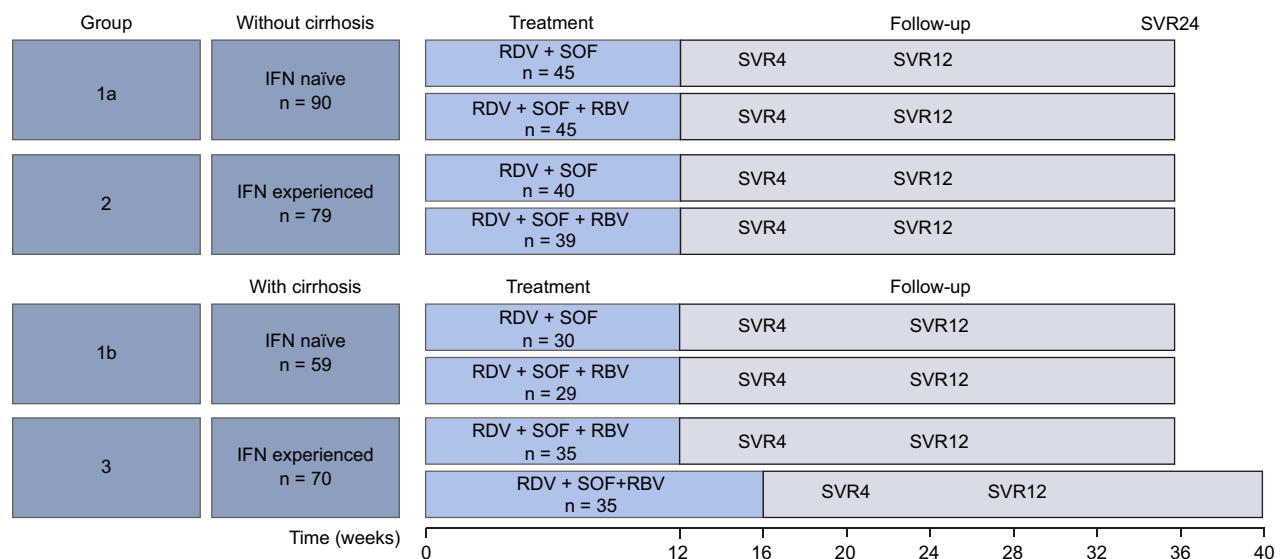 Group Without cirrhosis Treatment Follow-up SVR24
1a
IFN naïve
n = 90
RDV + SOF
n = 45
SVR4 SVR12
RDV + SOF + RBV
n = 45
SVR4 SVR12
2
IFN experienced
n = 79
RDV + SOF
n = 40
SVR4 SVR12
RDV + SOF + RBV
n = 39
SVR4 SVR12
With cirrhosis Treatment Follow-up
1b
IFN naïve
n = 59
RDV + SOF
n = 30
SVR4 SVR12
RDV + SOF + RBV
n = 29
SVR4 SVR12
3
IFN experienced
n = 70
RDV + SOF + RBV
n = 35
SVR4 SVR12
RDV + SOF+RBV
n = 35
SVR4 SVR12
Time (weeks)
0 12 16 20 24 28 32 36 40